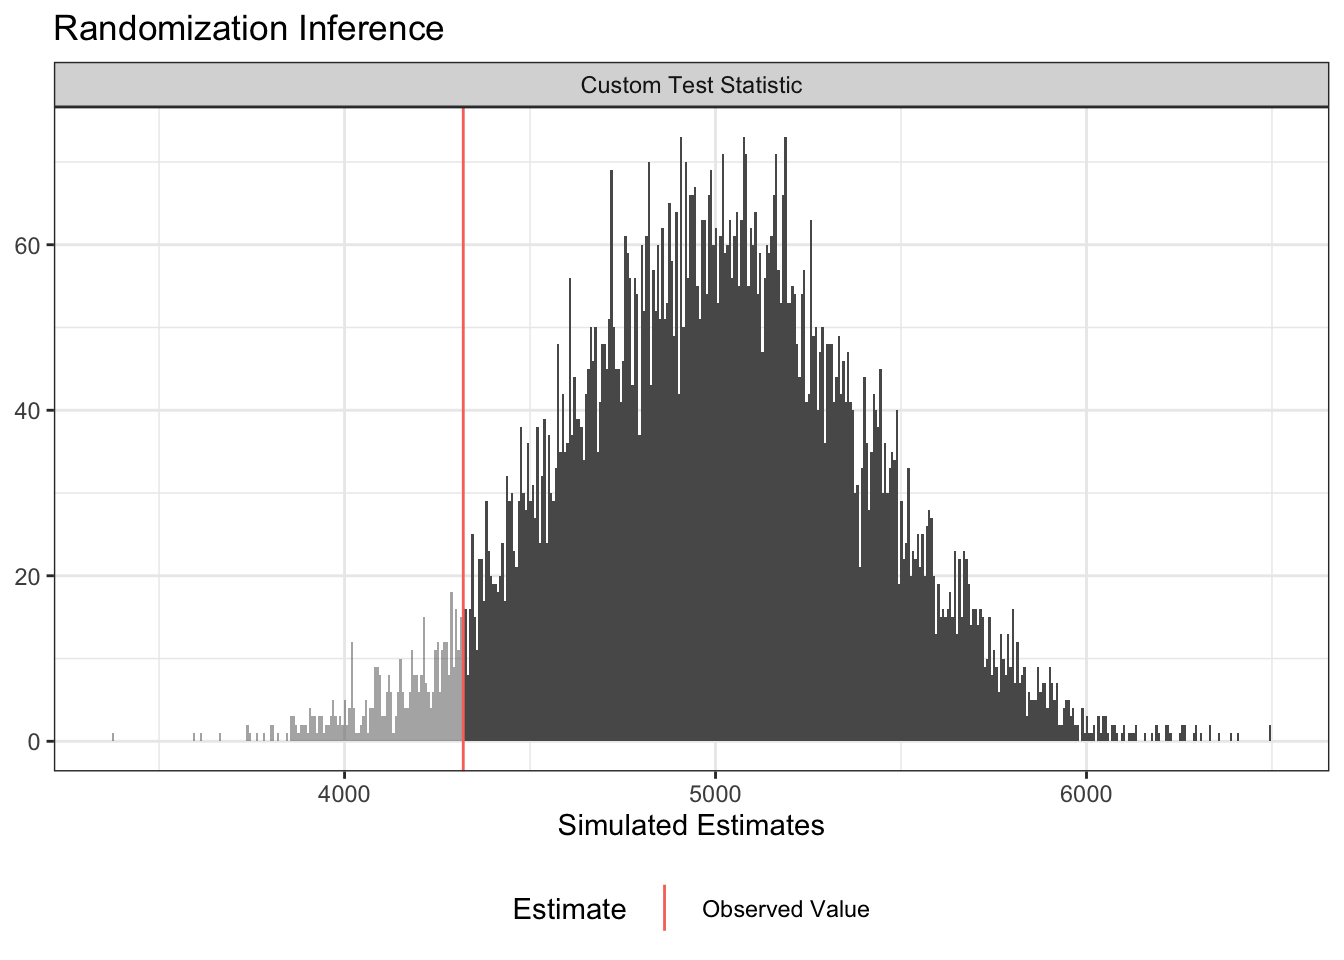 Randomization Inference
Custom Test Statistic
60
40
20
0
4000 5000 6000
Simulated Estimates
Estimate Observed Value